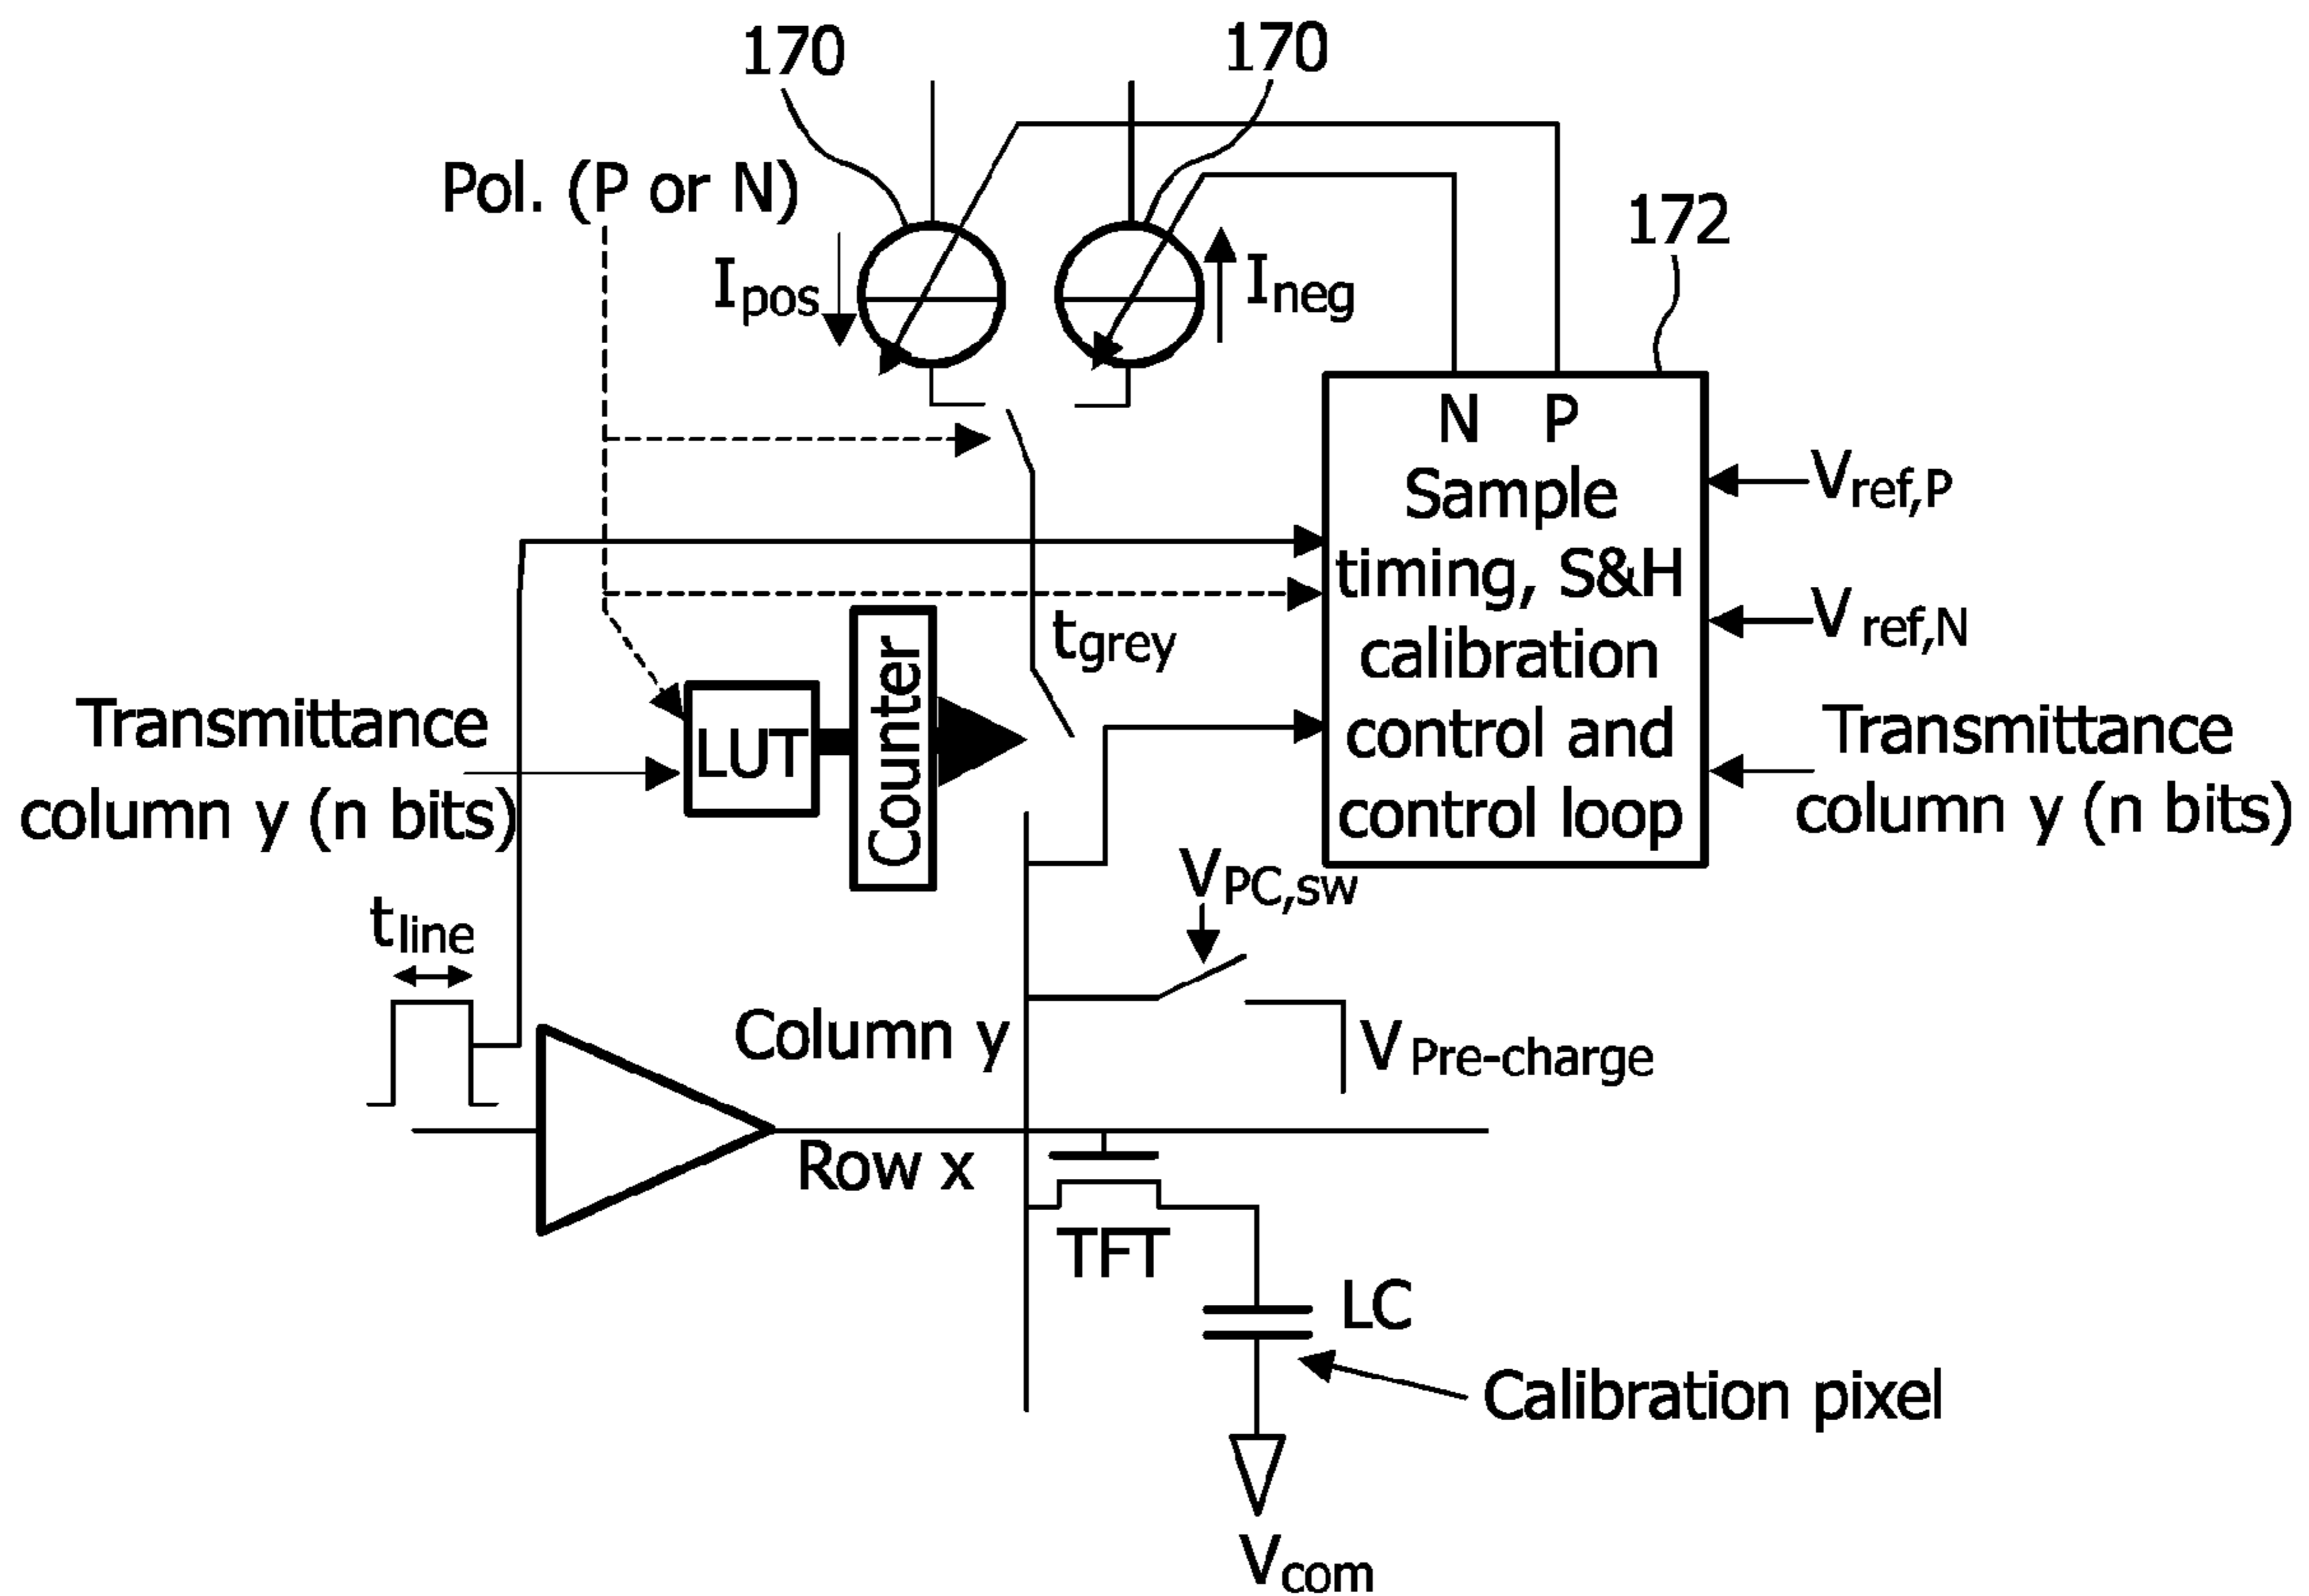 170
170
Pol. (P or N)
172
Ipos
Ineg
N P
Sample
timing, S&H
calibration
control and
control loop
Vref,P
Vref,N
tgrey
Transmittance
column y (n bits)
LUT
Counter
Transmittance
column y (n bits)
VPC,sw
tline
Column y
VPre-charge
Row x
TFT
LC
Calibration pixel
Vcom